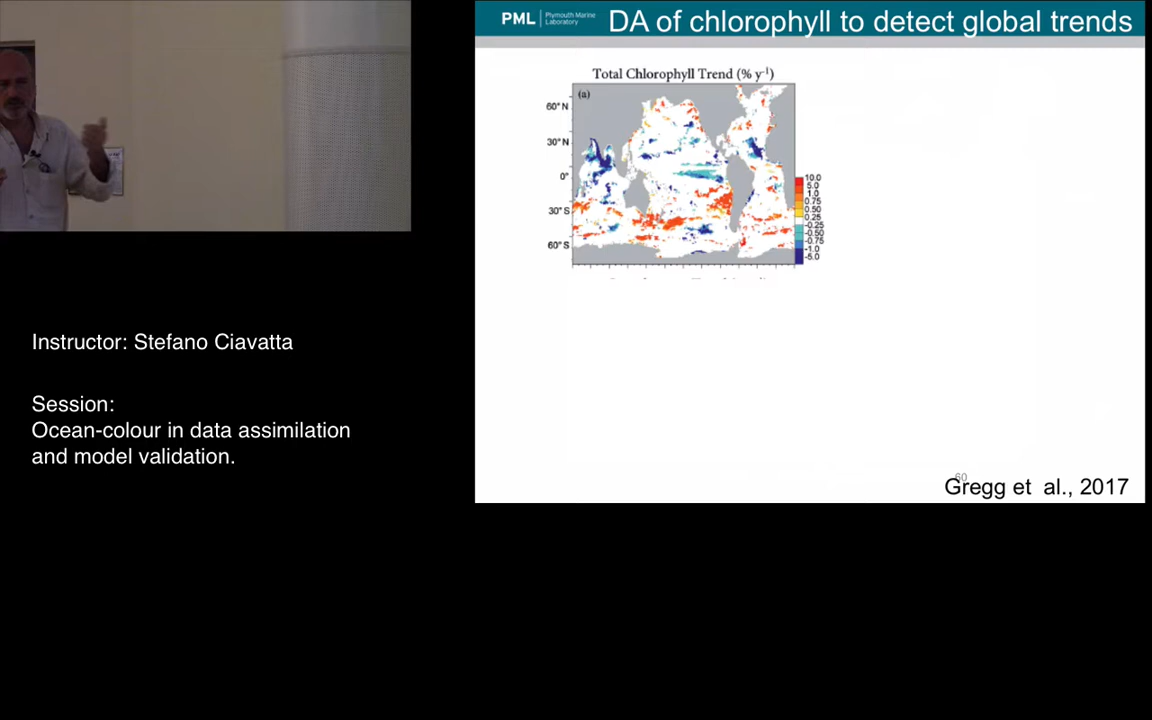 PML | Plymouth Marine Laboratory
DA of chlorophyll to detect global trends
Total Chlorophyll Trend (% y⁻¹)
(a)
60° N
30° N
0°
30° S
60° S
10.0
5.0
1.0
0.75
0.50
0.25
-0.25
-0.50
-0.75
-1.0
-5.0
Instructor: Stefano Ciavatta
Session:
Ocean-colour in data assimilation
and model validation.
60
Gregg et al., 2017